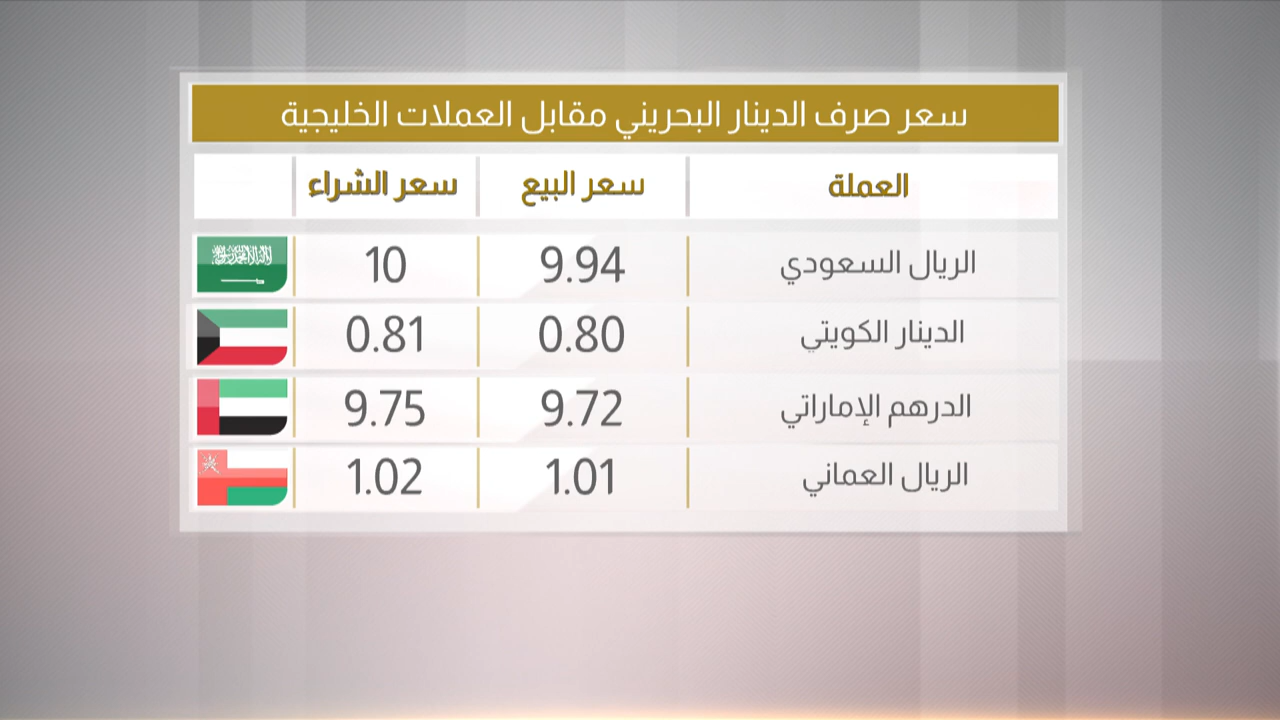 سعر صرف الدينار البحريني مقابل العملات الخليجية
العملة سعر البيع سعر الشراء
الريال السعودي 9.94 10
الدينار الكويتي 0.80 0.81
الدرهم الإماراتي 9.72 9.75
الريال العماني 1.01 1.02